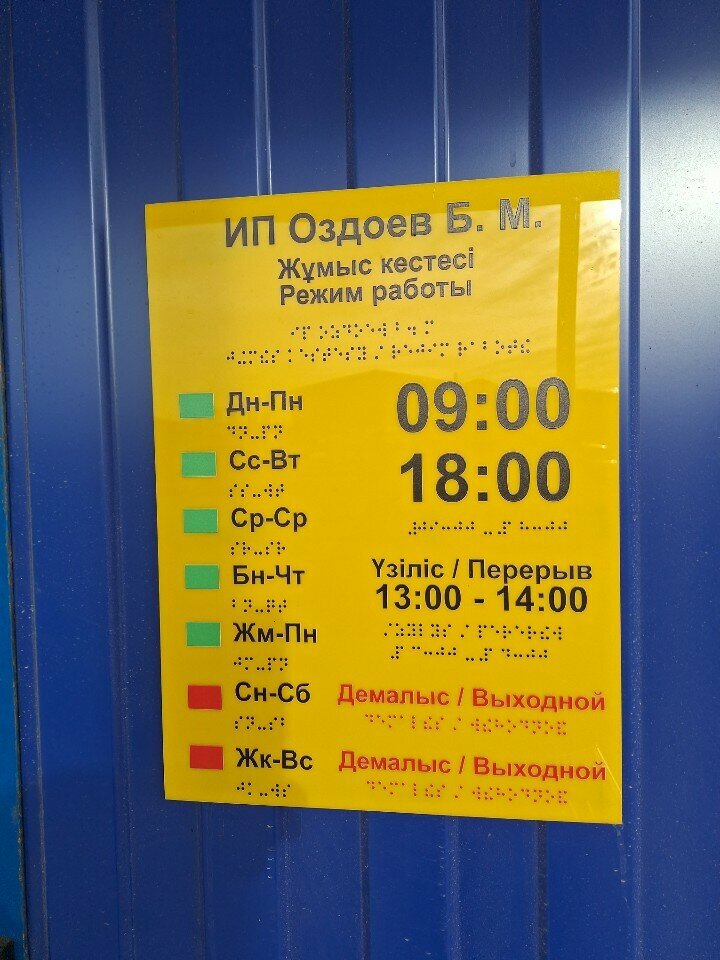 ИП Оздоев Б. М.
Жұмыс кестесі
Режим работы
Дн-Пн
09:00
Сс-Вт
18:00
Ср-Ср
Бн-Чт
Үзіліс / Перерыв
13:00 - 14:00
Жм-Пн
Сн-Сб Демалыс / Выходной
Жк-Вс Демалыс / Выходной